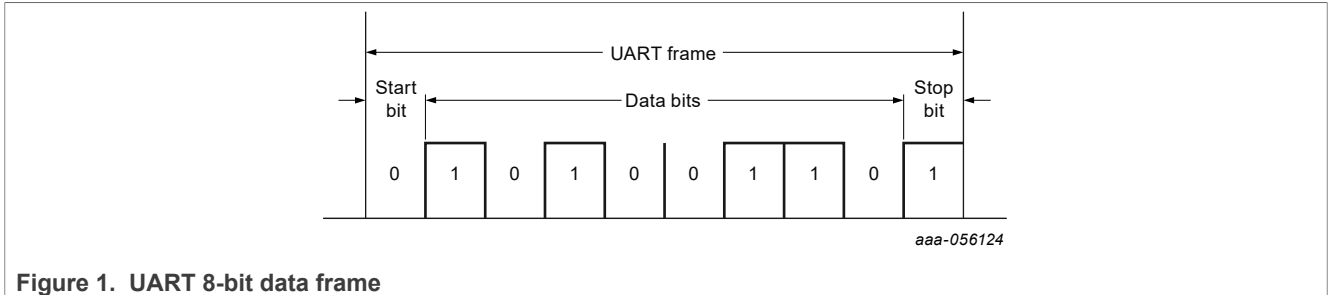 UART frame
Start bit
Data bits
Stop bit
0 1 0 1 0 0 1 1 0 1
aaa-056124
Figure 1. UART 8-bit data frame